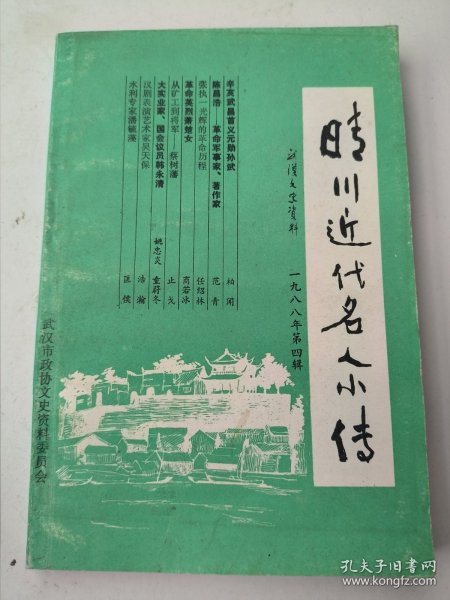 晴川近代名人小传
武汉文史资料
一九八八年第四辑
辛亥武昌首义元勋孙武
柏闲
陈昌浩——革命军事家、著作家
范青
张执一光辉的革命历程
任绍林
革命英烈萧楚女
商若冰
从矿工到将军——蔡树藩
止戈
大实业家、国会议员韩永清
姚忠炎
童蔚冬
汉剧表演艺术家吴天保
浩瀚
水利专家潘毓溱
匡侯
武汉市政协文史资料委员会
孔夫子旧书网
www.kongfz.com